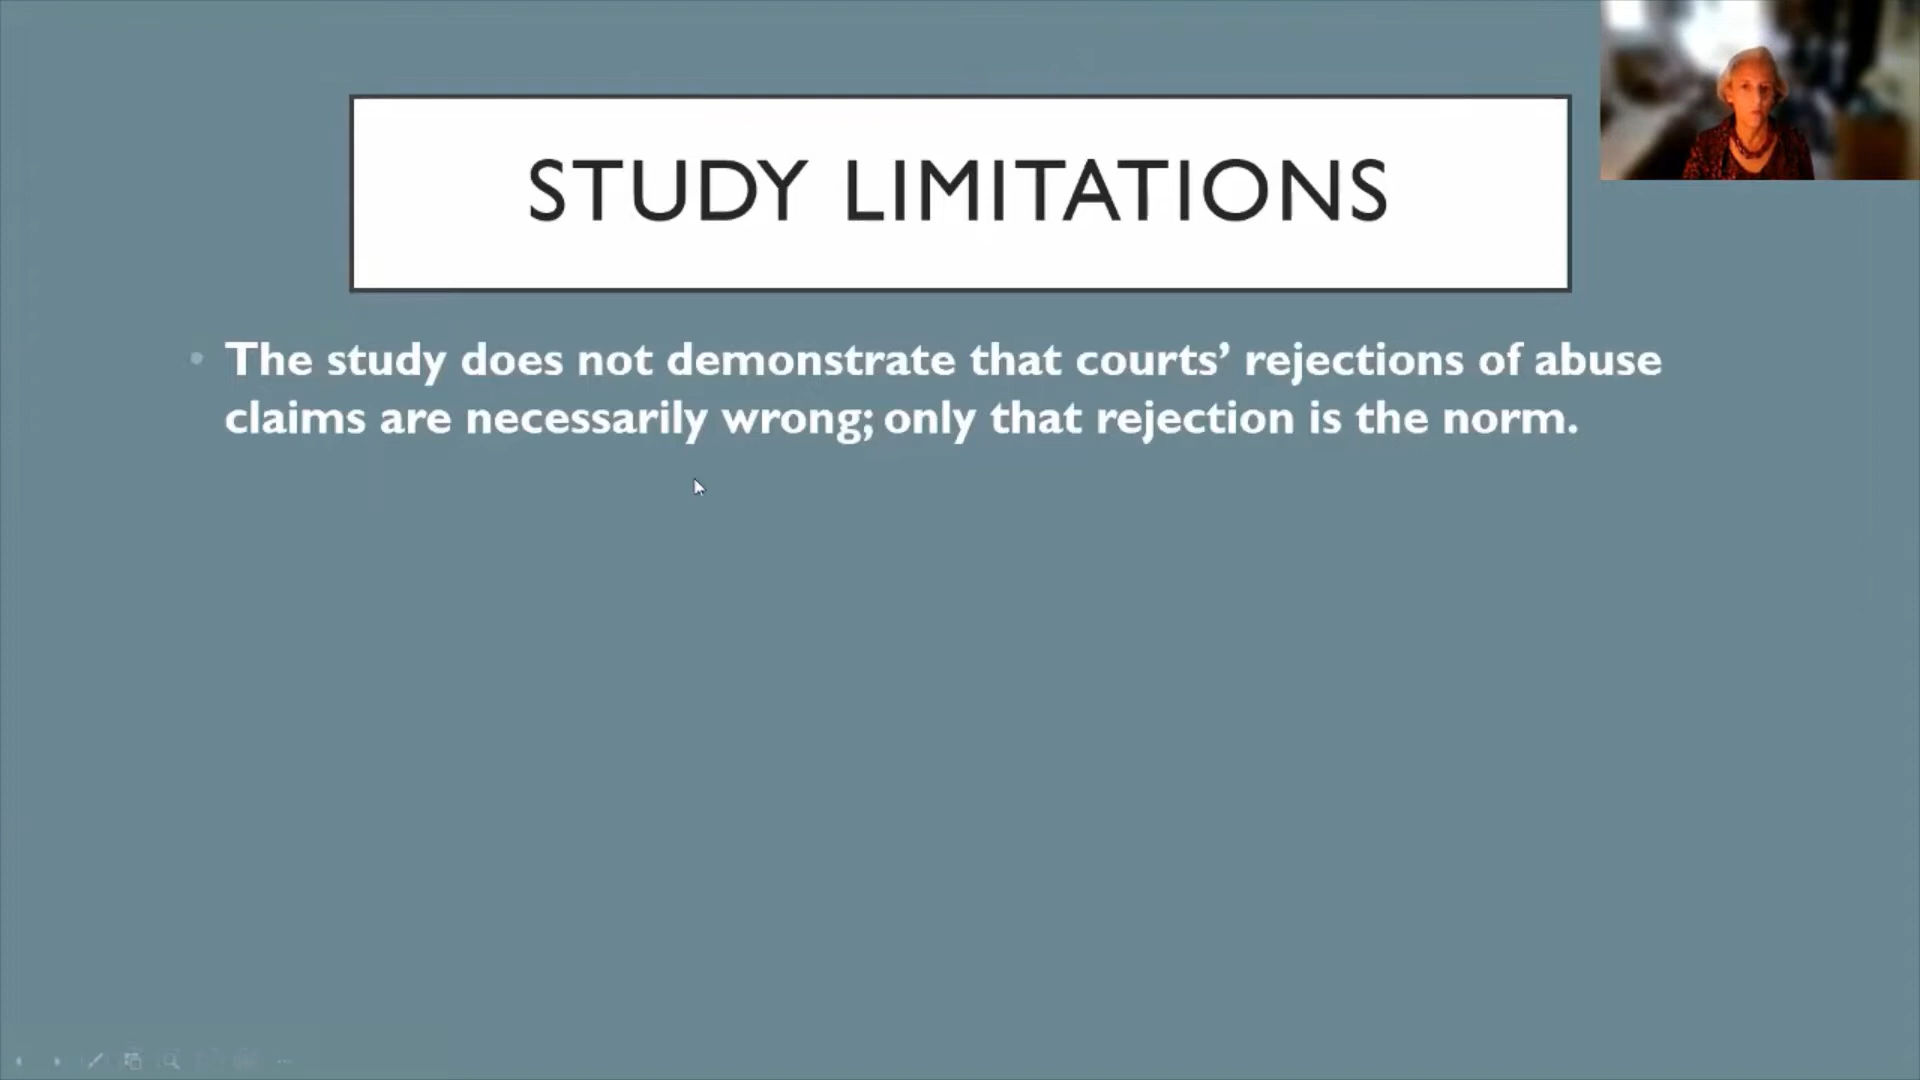 STUDY LIMITATIONS
• The study does not demonstrate that courts’ rejections of abuse
claims are necessarily wrong; only that rejection is the norm.